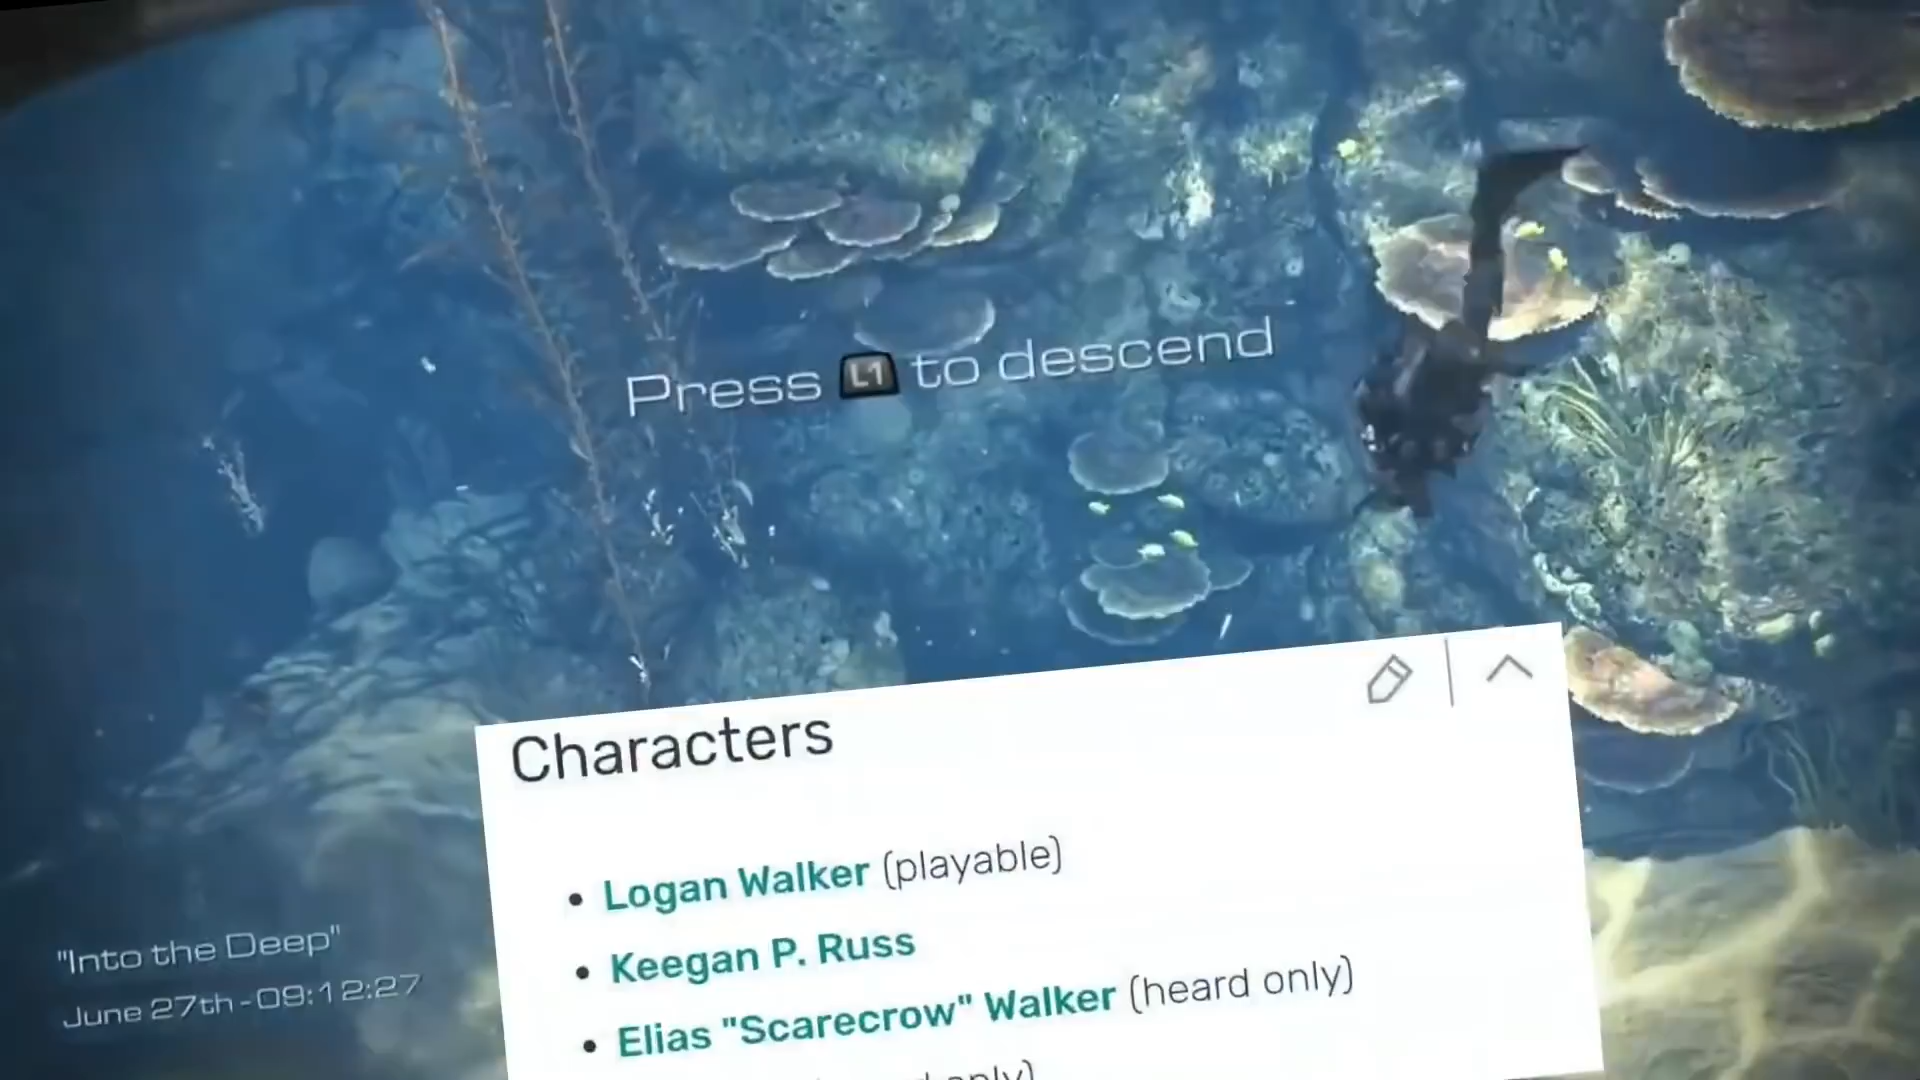 Press L1 to descend
Characters
Logan Walker (playable)
Keegan P. Russ
Elias "Scarecrow" Walker (heard only)
only)
"Into the Deep"
June 27th - 09:12:27